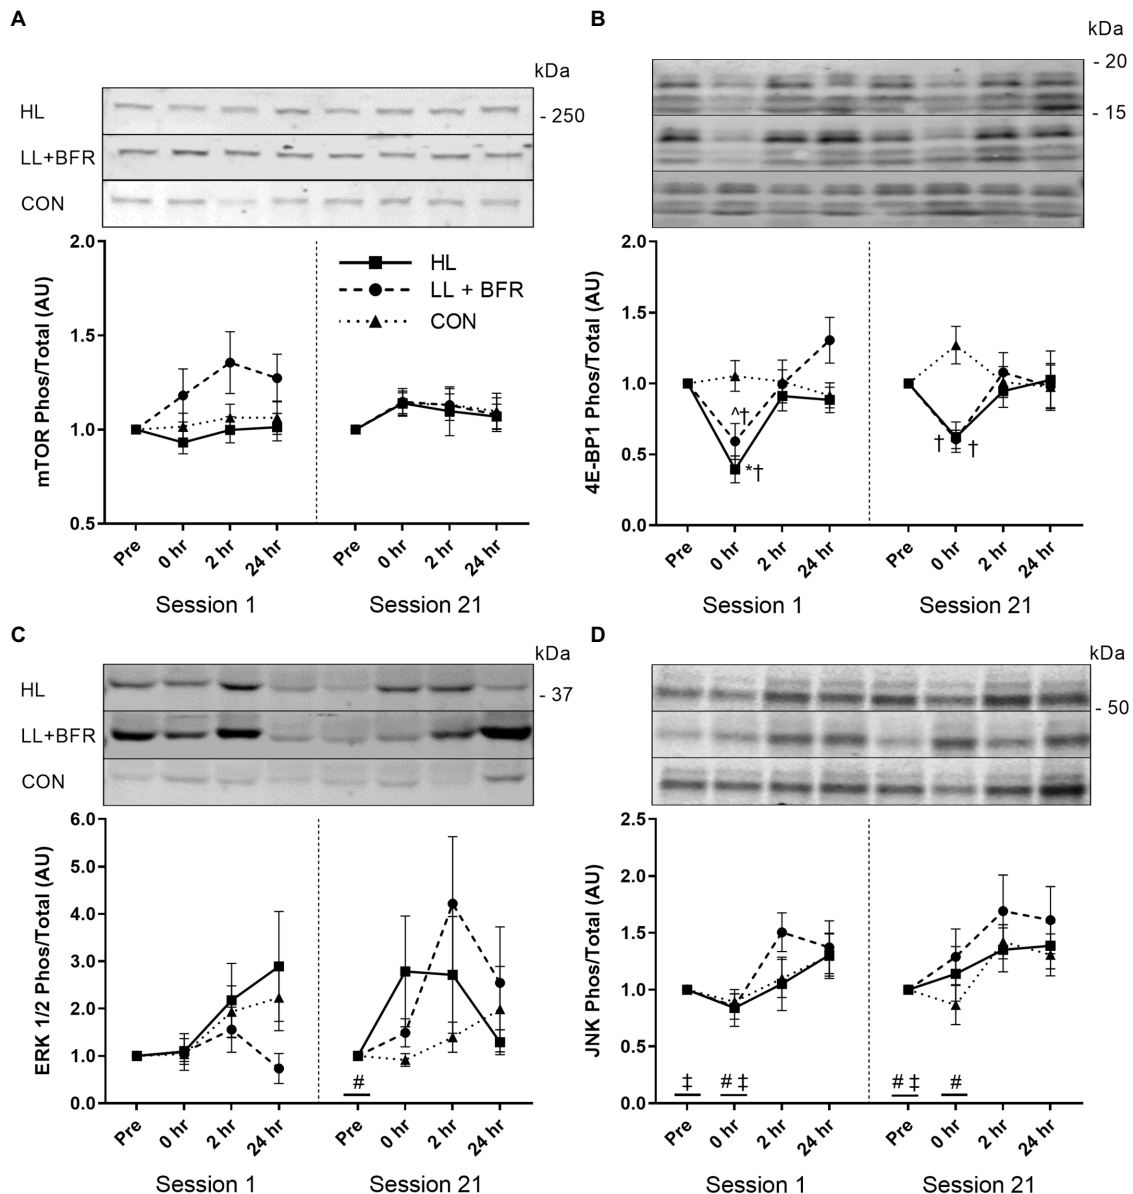 A
kDa
HL
- 250
LL+BFR
CON
2.0
1.5
1.0
0.5
mTOR Phos/Total (AU)
HL
LL + BFR
CON
Pre
0 hr
2 hr
24 hr
Pre
0 hr
2 hr
24 hr
Session 1
Session 21
B
kDa
- 20
- 15
2.0
1.5
1.0
0.5
0.0
4E-BP1 Phos/Total (AU)
^†
*†
†
†
Pre
0 hr
2 hr
24 hr
Pre
0 hr
2 hr
24 hr
Session 1
Session 21
C
kDa
HL
- 37
LL+BFR
CON
6.0
5.0
4.0
3.0
2.0
1.0
0.0
ERK 1/2 Phos/Total (AU)
#
Pre
0 hr
2 hr
24 hr
Pre
0 hr
2 hr
24 hr
Session 1
Session 21
D
kDa
- 50
2.5
2.0
1.5
1.0
0.5
0.0
JNK Phos/Total (AU)
‡
# ‡
# ‡
#
Pre
0 hr
2 hr
24 hr
Pre
0 hr
2 hr
24 hr
Session 1
Session 21